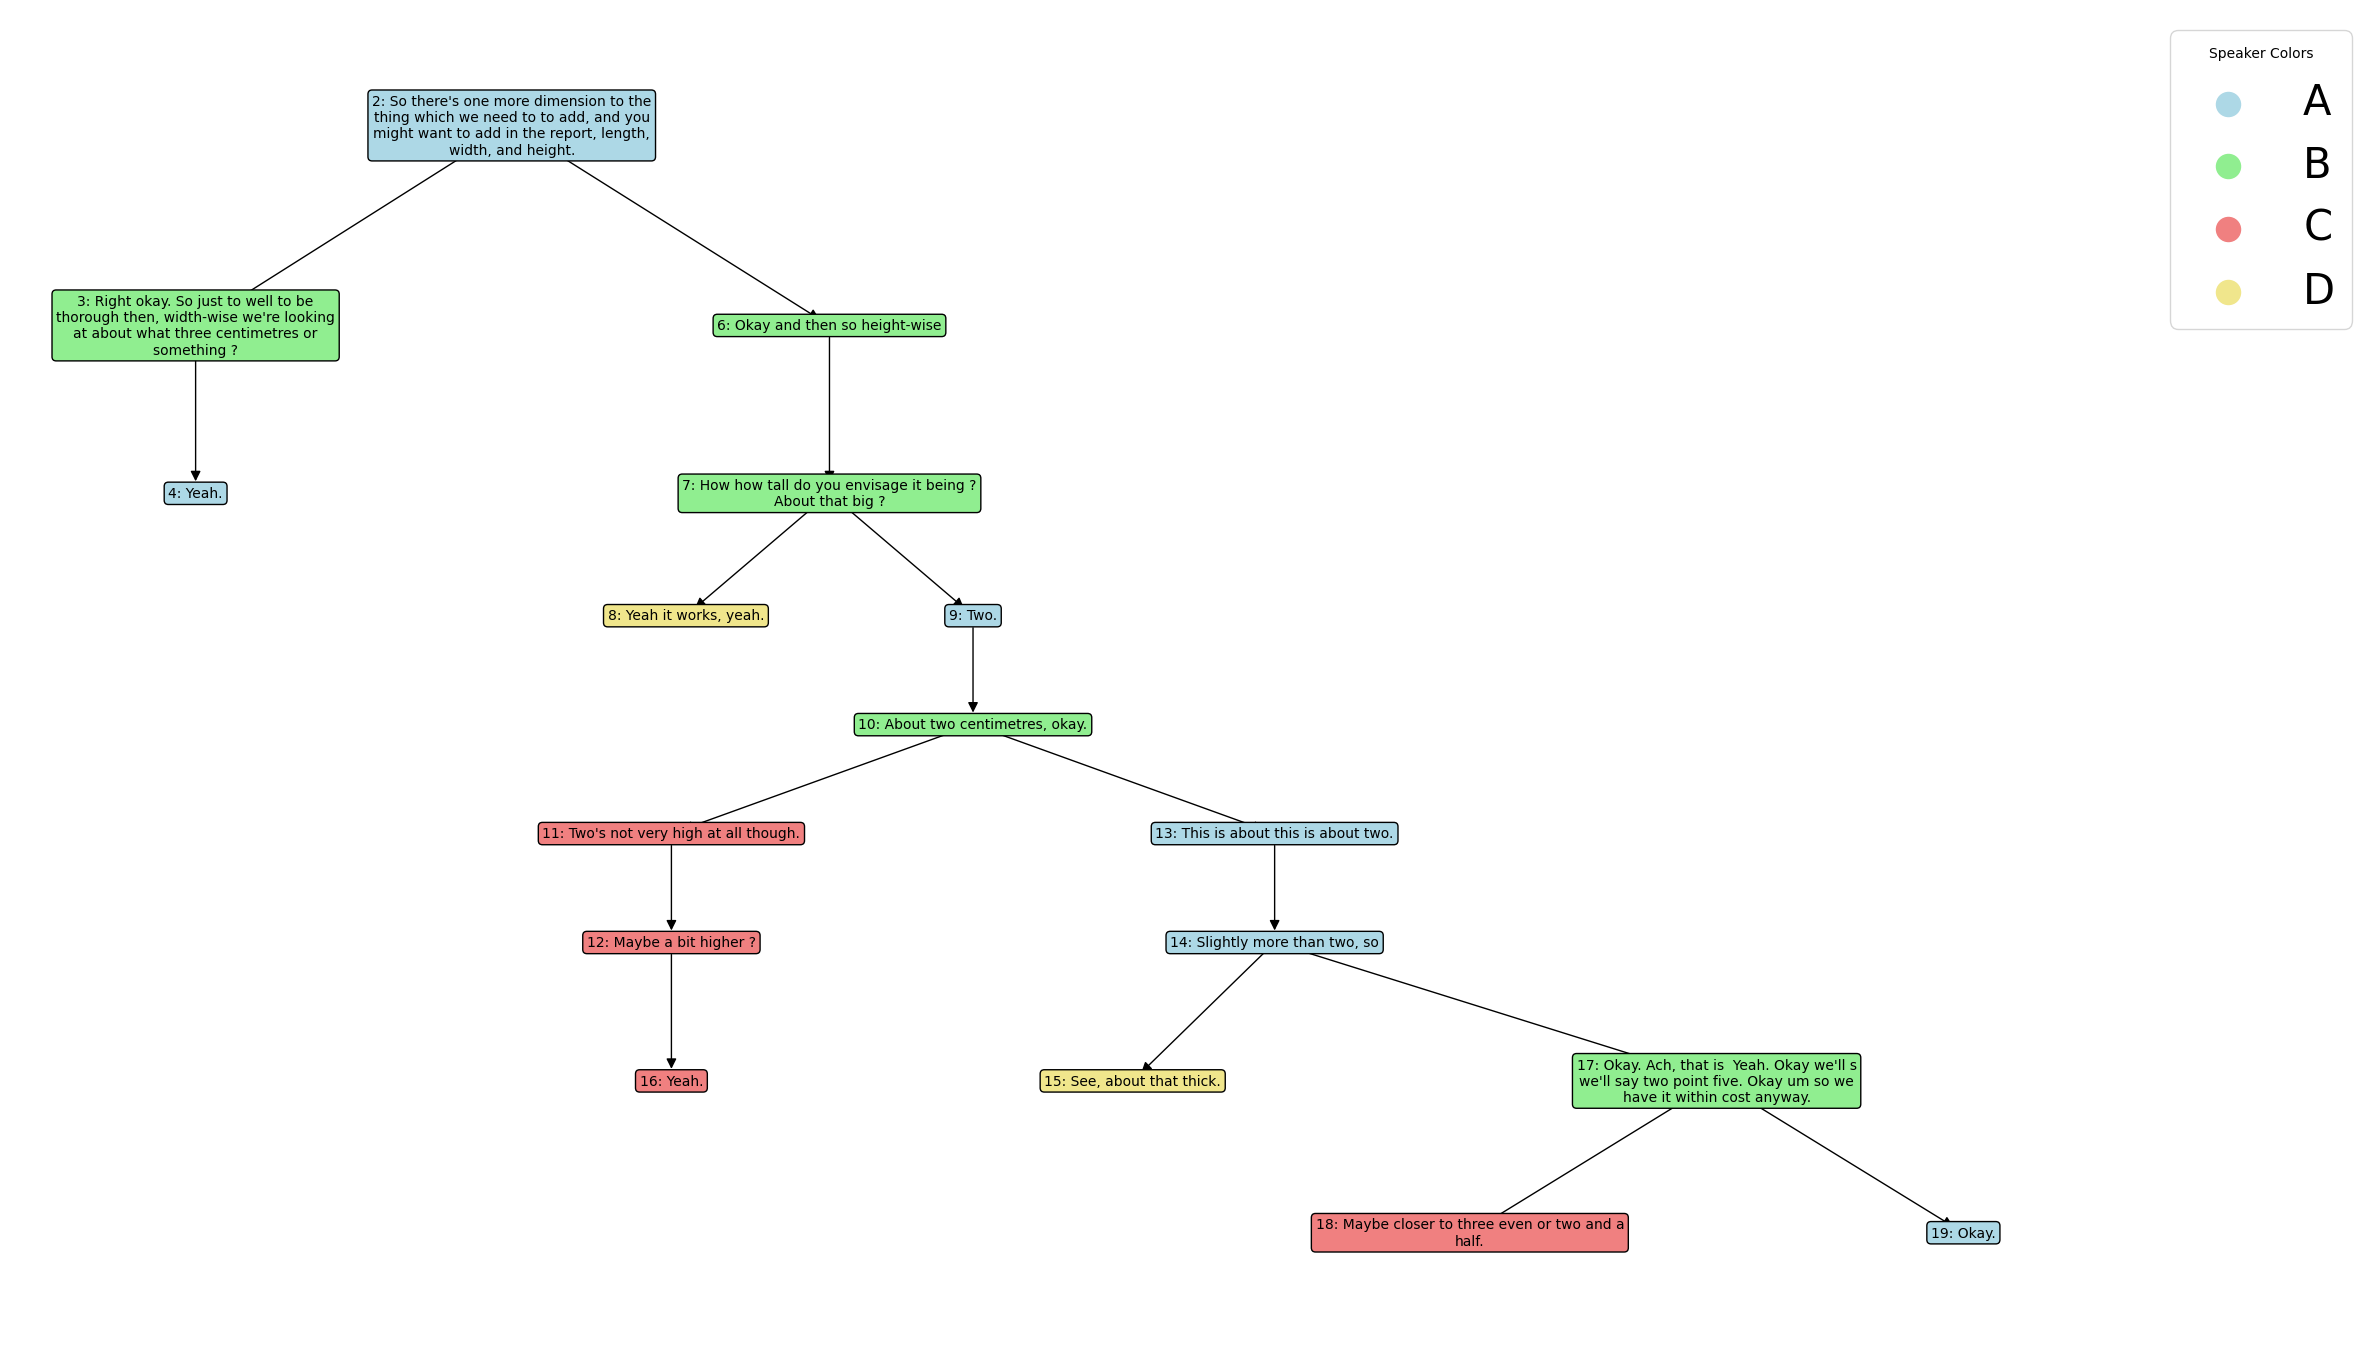 Speaker Colors
A
B
C
D
2: So there's one more dimension to the
thing which we need to to add, and you
might want to add in the report, length,
width, and height.
3: Right okay. So just to well to be
thorough then, width-wise we're looking
at about what three centimetres or
something ?
6: Okay and then so height-wise
4: Yeah.
7: How how tall do you envisage it being ?
About that big ?
8: Yeah it works, yeah.
9: Two.
10: About two centimetres, okay.
11: Two's not very high at all though.
13: This is about this is about two.
12: Maybe a bit higher ?
14: Slightly more than two, so
16: Yeah.
15: See, about that thick.
17: Okay. Ach, that is  Yeah. Okay we'll s
we'll say two point five. Okay um so we
have it within cost anyway.
18: Maybe closer to three even or two and a
half.
19: Okay.